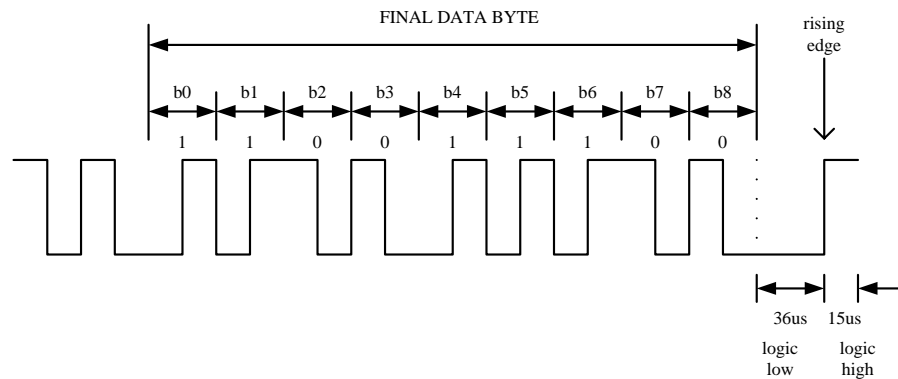 FINAL DATA BYTE
rising
edge
b0 b1 b2 b3 b4 b5 b6 b7 b8
1 1 0 0 1 1 1 0 0
36us 15us
logic logic
low high